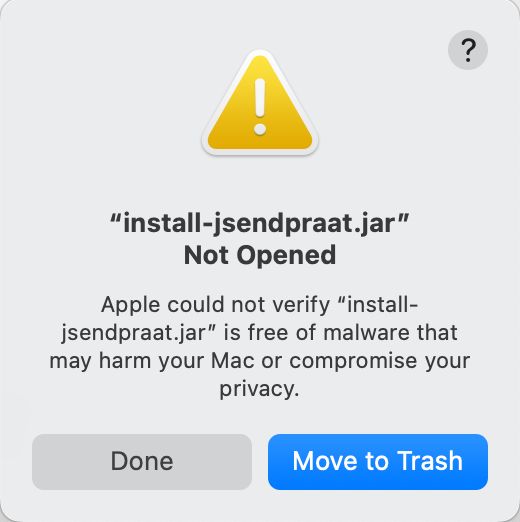 ?
“install-jsendpraat.jar”
Not Opened
Apple could not verify “install-
jsendpraat.jar” is free of malware that
may harm your Mac or compromise your
privacy.
Done
Move to Trash